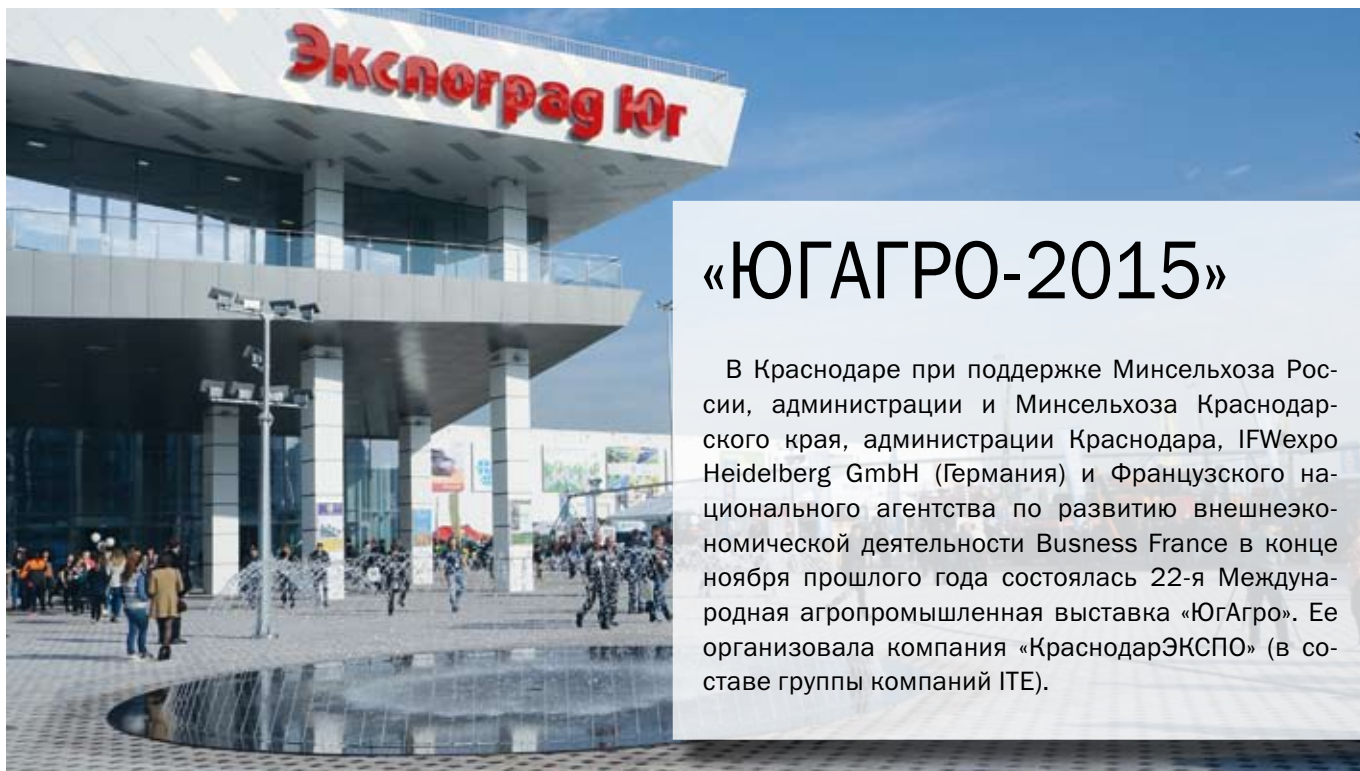 Экспоград Юг
«ЮГАГРО-2015»
В Краснодаре при поддержке Минсельхоза Рос-
сии, администрации и Минсельхоза Краснодар-
ского края, администрации Краснодара, IFWexpo
Heidelberg GmbH (Германия) и Французского на-
ционального агентства по развитию внешнеэко-
номической деятельности Busness France в конце
ноября прошлого года состоялась 22-я Междуна-
родная агропромышленная выставка «ЮгАгро». Ее
организовала компания «КраснодарЭКСПО» (в со-
ставе группы компаний ITE).